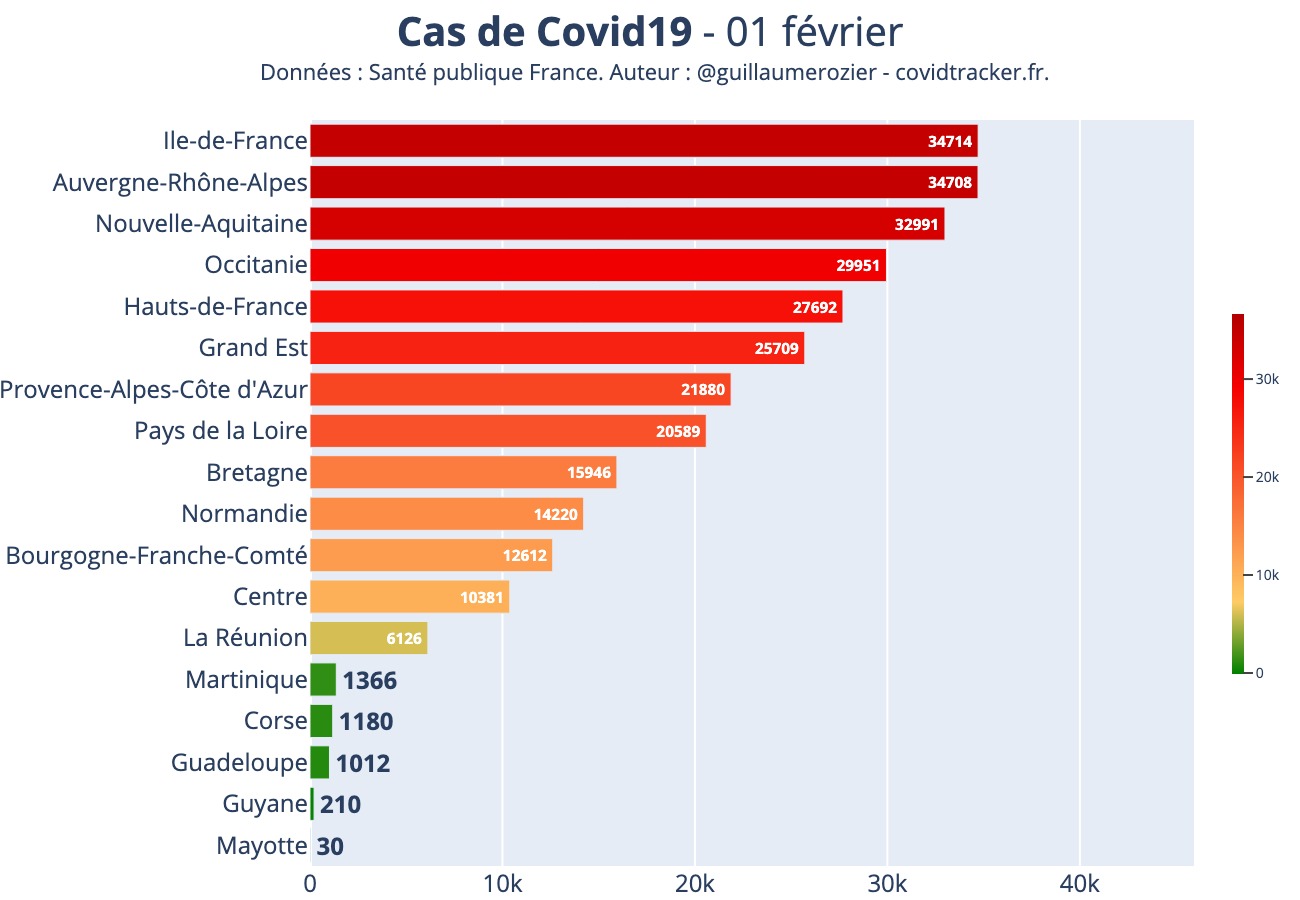 Cas de Covid19 - 01 février
Données : Santé publique France. Auteur : @guillaumerozier - covidtracker.fr.
Ile-de-France 34714
Auvergne-Rhône-Alpes 34708
Nouvelle-Aquitaine 32991
Occitanie 29951
Hauts-de-France 27692
Grand Est 25709
Provence-Alpes-Côte d'Azur 21880
Pays de la Loire 20589
Bretagne 15946
Normandie 14220
Bourgogne-Franche-Comté 12612
Centre 10381
La Réunion 6126
Martinique 1366
Corse 1180
Guadeloupe 1012
Guyane 210
Mayotte 30
0 10k 20k 30k 40k
30k
20k
10k
0